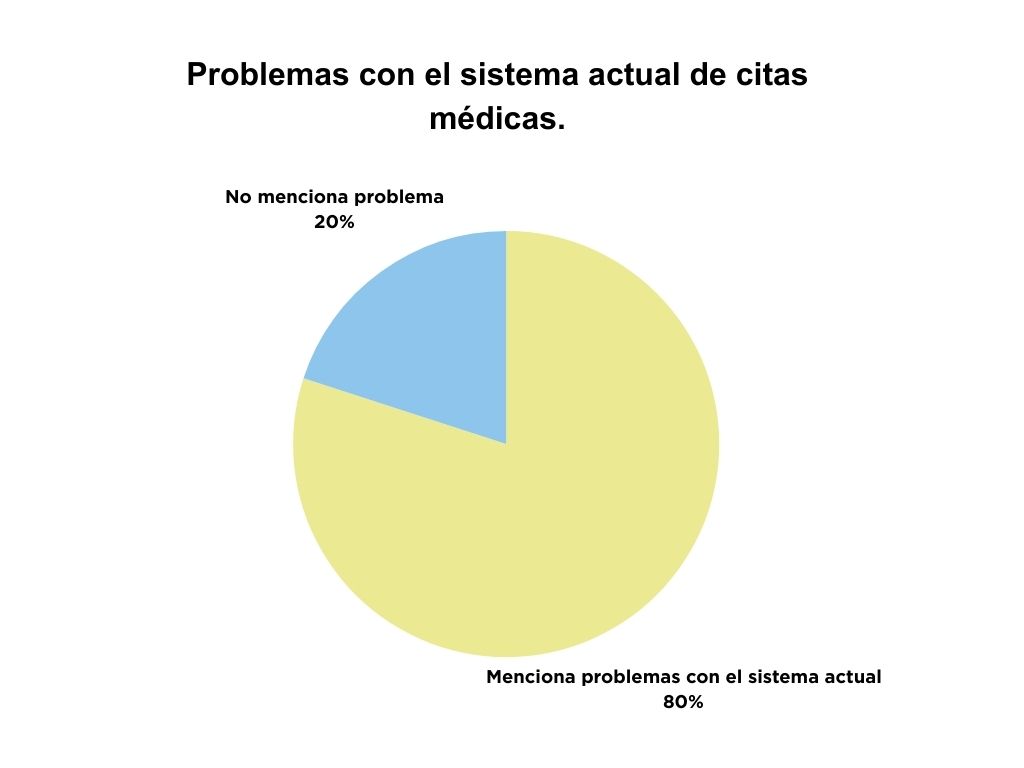 Problemas con el sistema actual de citas
médicas.
No menciona problema
20%
Menciona problemas con el sistema actual
80%